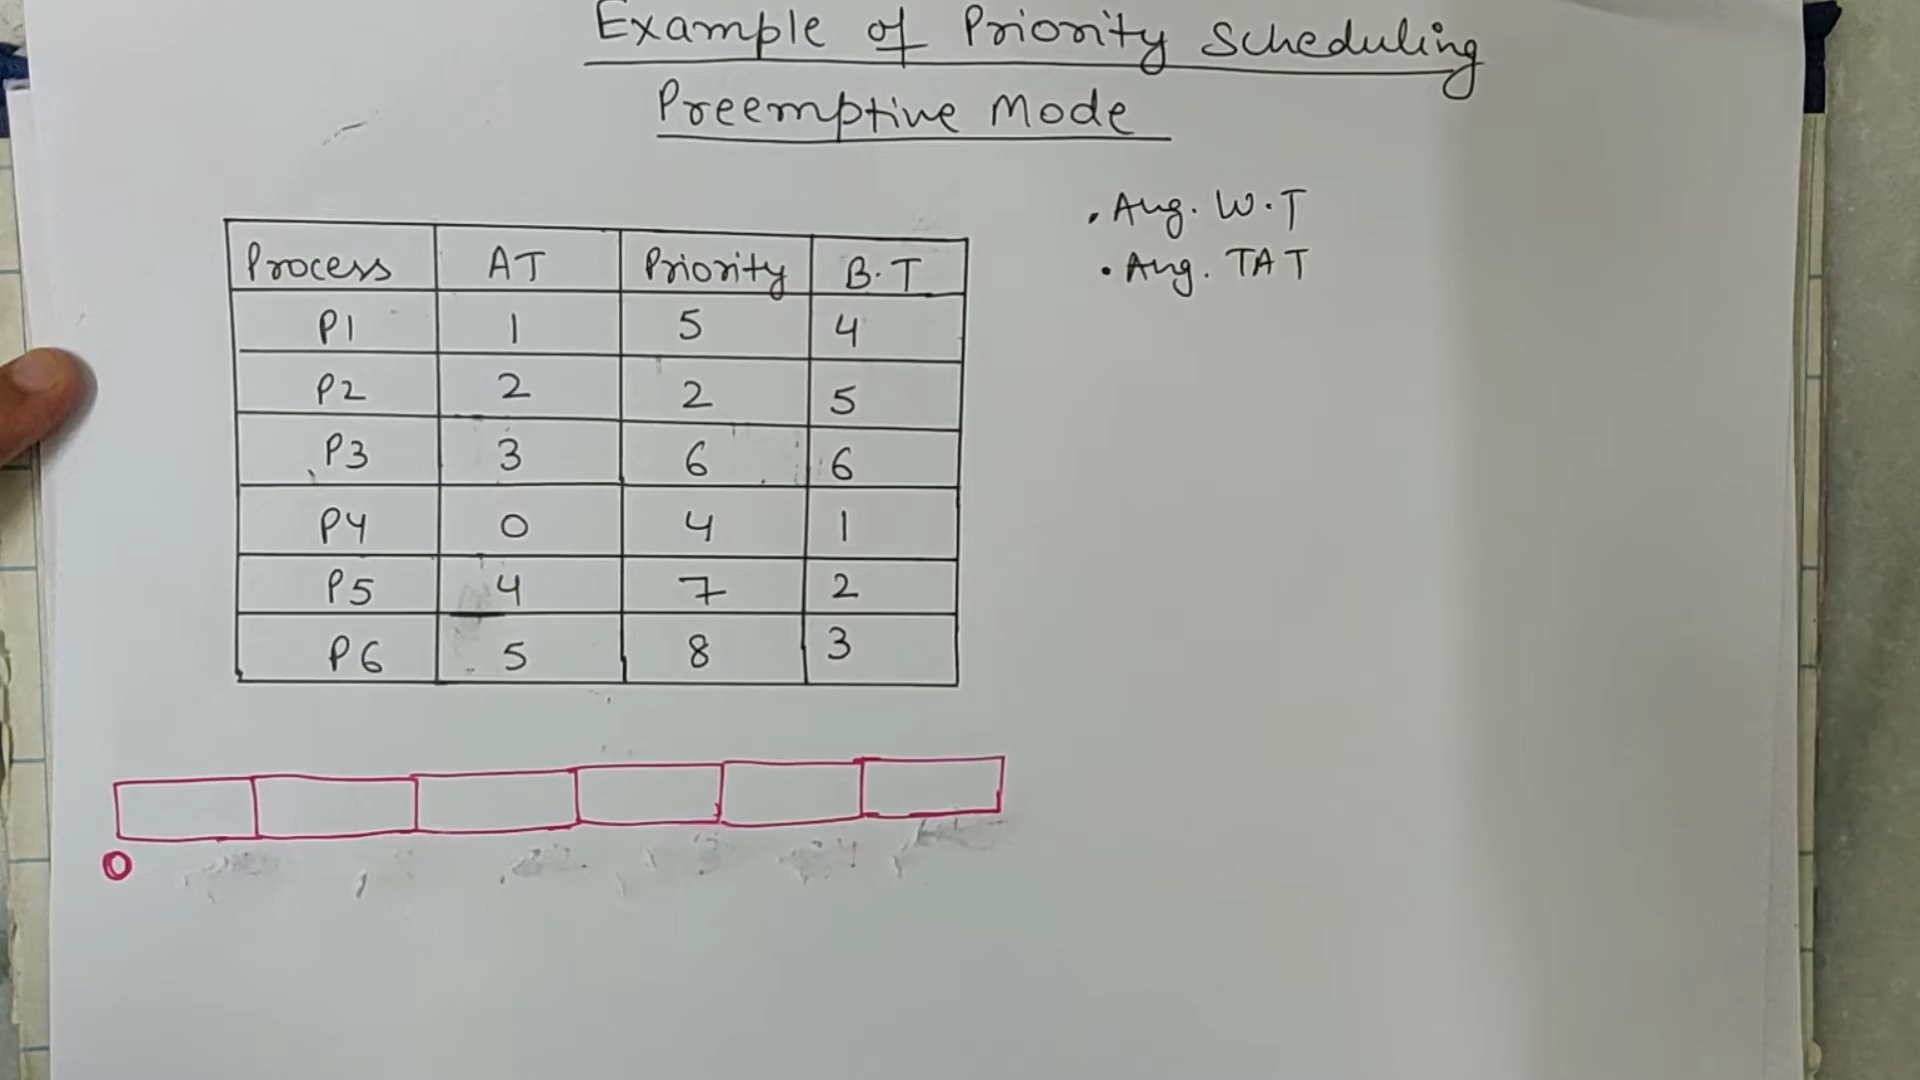 Example of Priority Scheduling
Preemptive Mode
• Avg. W.T
• Avg. TAT
Process AT Priority B.T
P1 1 5 4
P2 2 2 5
P3 3 6 6
P4 0 4 1
P5 4 7 2
P6 5 8 3
0